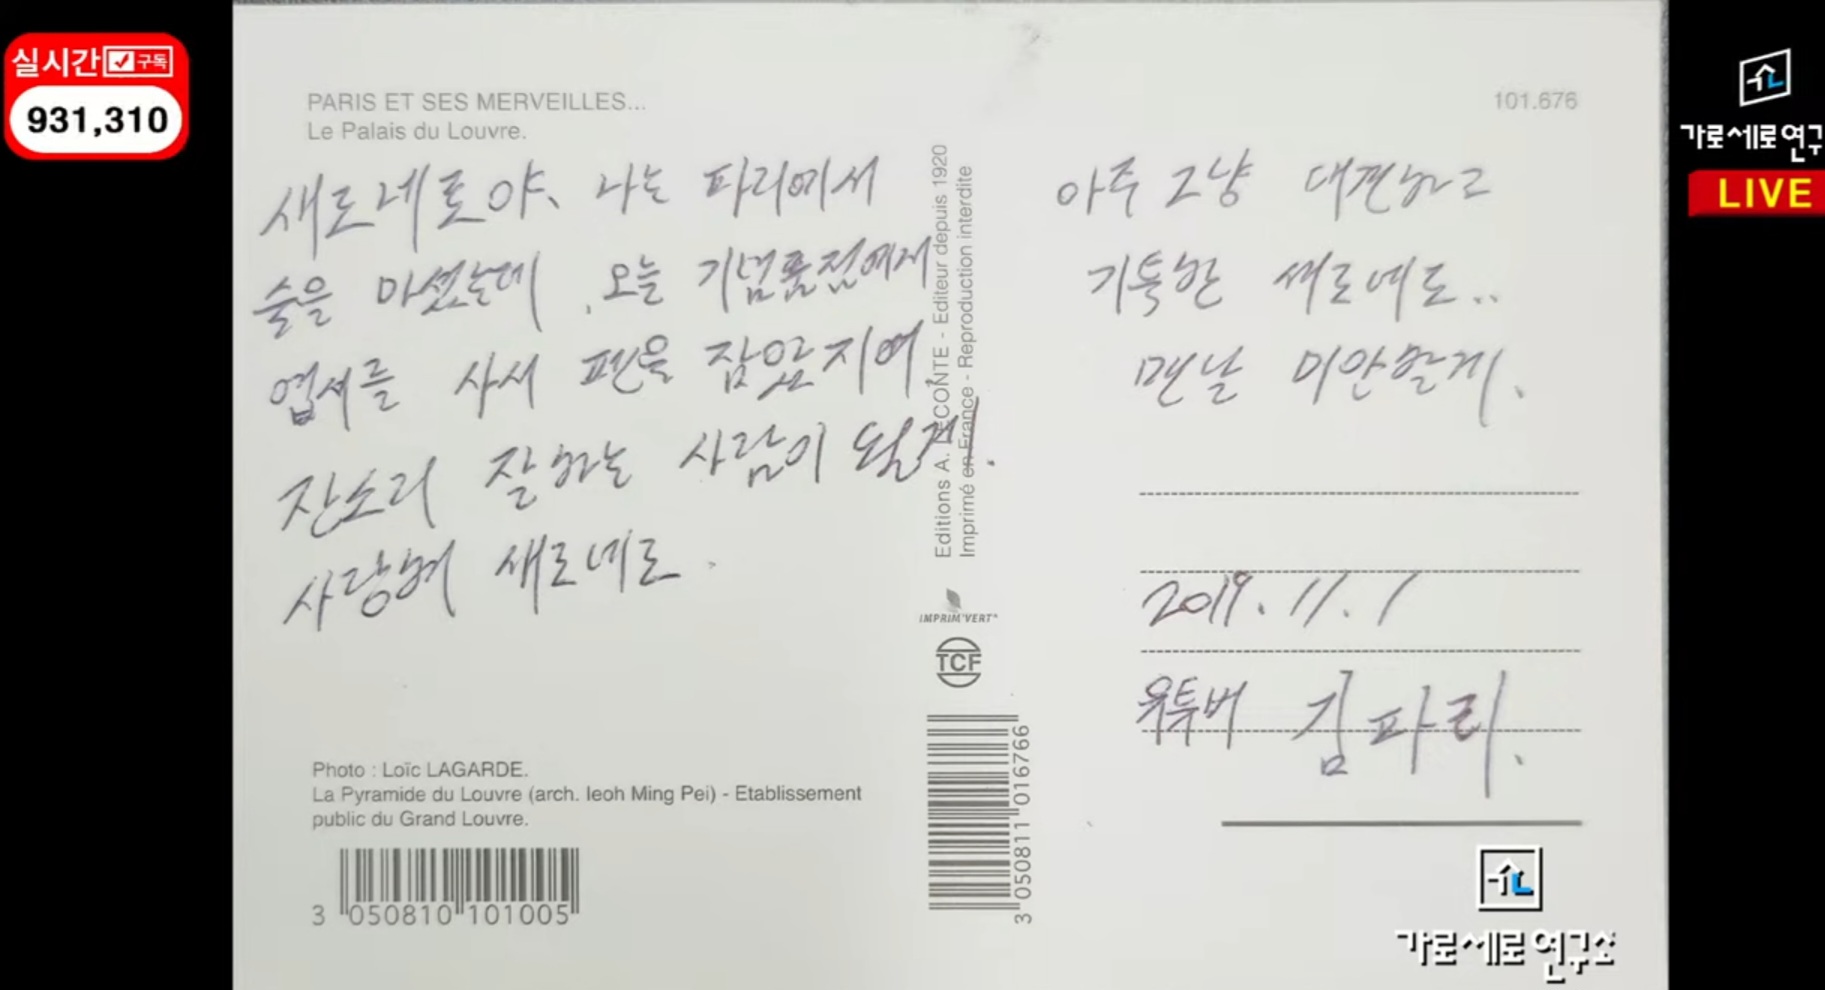 실시간 구독
931,310
PARIS ET SES MERVEILLES...
Le Palais du Louvre.
101.676
새로네로야, 나는 파리에서
술을 마셨는데, 오늘 기념품점에서
엽서를 사서 펜을 잡았지여.
잔소리 잘하는 사람이 될게.
사랑혀 새로네로.
아주 그냥 대견하고
기특한 새로네로..
맨날 미안할게.
2019.11.1
유튜버 김파리.
Editions A. LECONTE - Editeur depuis 1920
Imprimé en France - Reproduction interdite
IMPRIM'VERT
TCF
3 050811 016766
Photo : Loïc LAGARDE.
La Pyramide du Louvre (arch. Ieoh Ming Pei) - Etablissement
public du Grand Louvre.
3 050810 101005
가로세로연구
LIVE
가로세로연구소